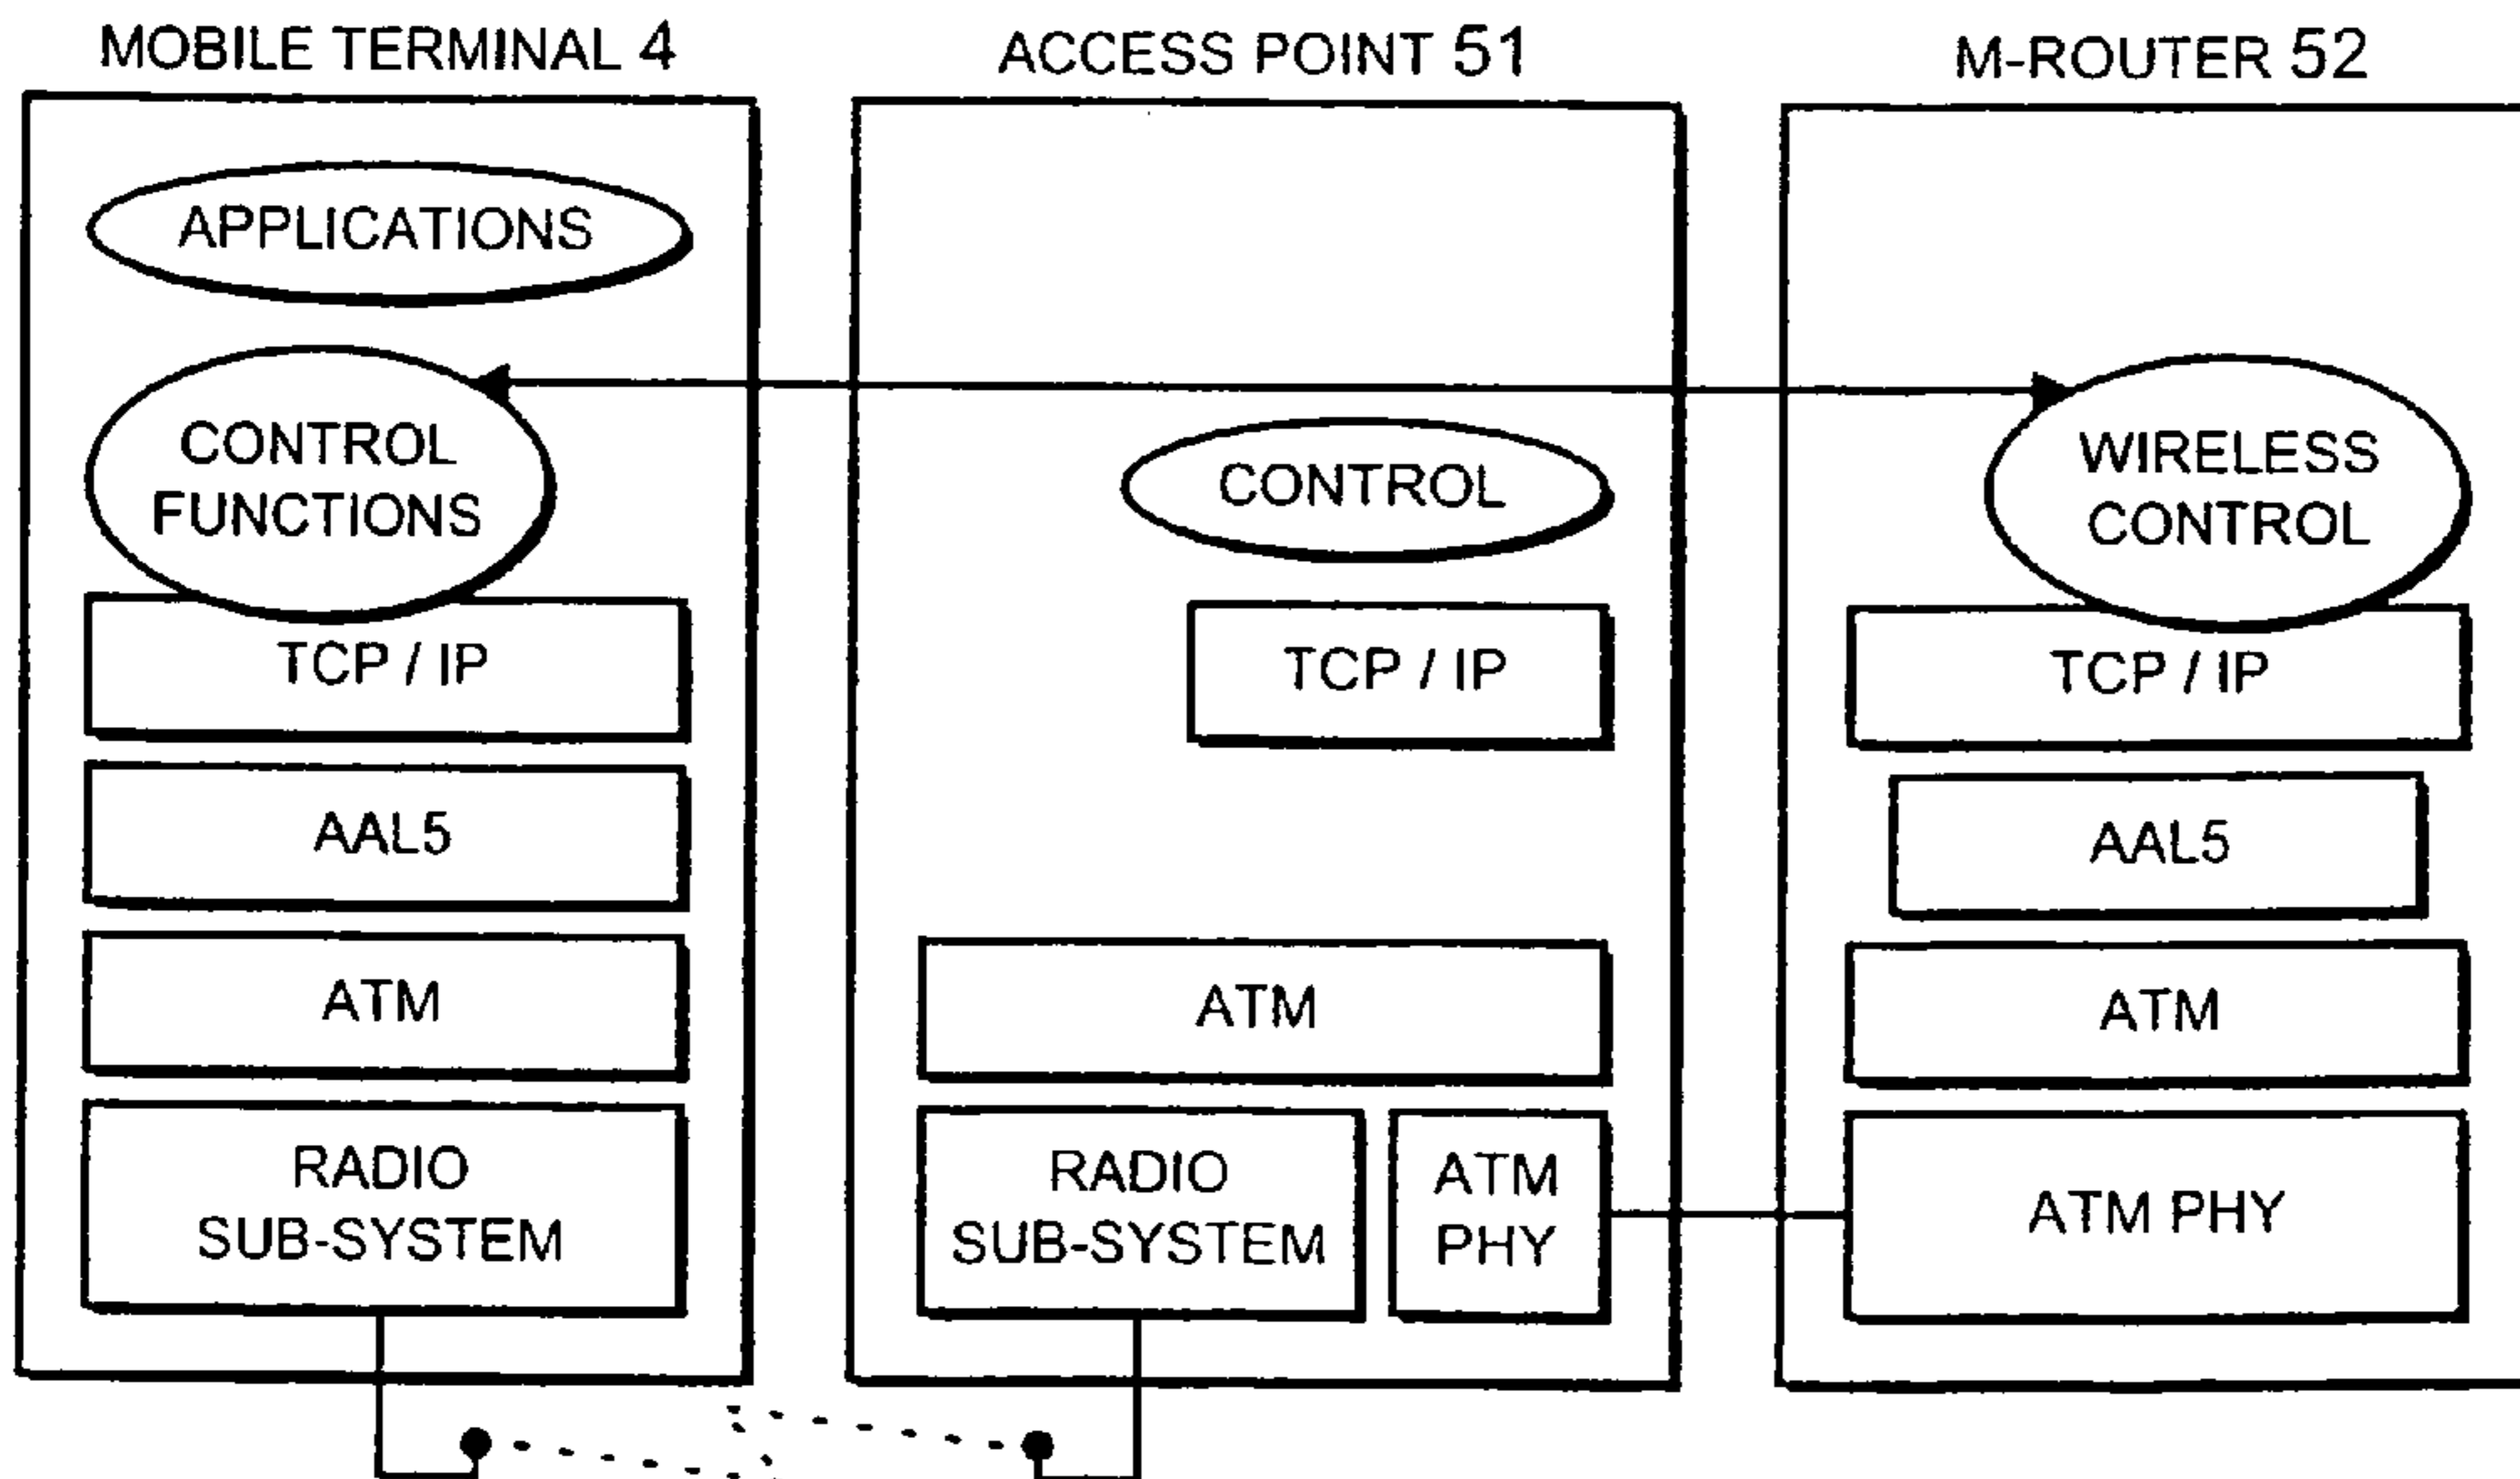 MOBILE TERMINAL 4
APPLICATIONS
CONTROL
FUNCTIONS
TCP / IP
AAL5
ATM
RADIO
SUB-SYSTEM
ACCESS POINT 51
CONTROL
TCP / IP
ATM
RADIO
SUB-SYSTEM
ATM
PHY
M-ROUTER 52
WIRELESS
CONTROL
TCP / IP
AAL5
ATM
ATM PHY